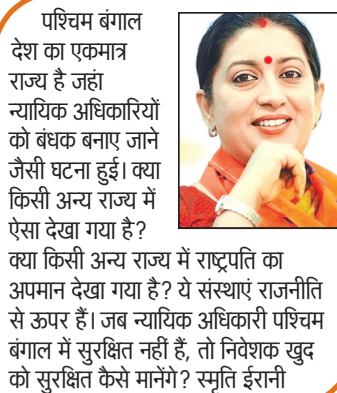 पश्चिम बंगाल
देश का एकमात्र
राज्य है जहां
न्यायिक अधिकारियों
को बंधक बनाए जाने
जैसी घटना हुई। क्या
किसी अन्य राज्य में
ऐसा देखा गया है?
क्या किसी अन्य राज्य में राष्ट्रपति का
अपमान देखा गया है? ये संस्थाएं राजनीति
से ऊपर हैं। जब न्यायिक अधिकारी पश्चिम
बंगाल में सुरक्षित नहीं हैं, तो निवेशक खुद
को सुरक्षित कैसे मानेंगे? स्मृति ईरानी